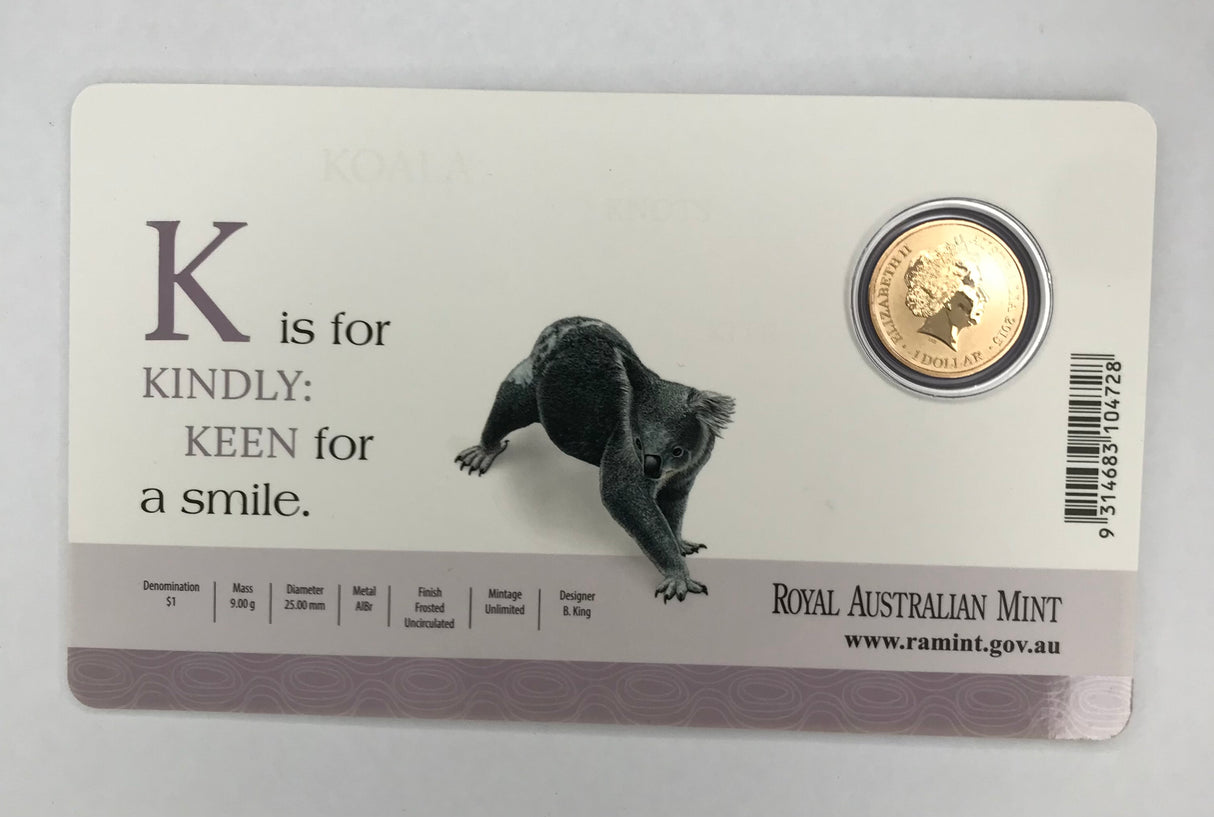 KOALA
KNOTS
K is for
KINDLY:
KEEN for
a smile.
ELIZABETH II
1 DOLLAR
2015
9 314683 104728
Denomination
$1
Mass
9.00 g
Diameter
25.00 mm
Metal
AlBr
Finish
Frosted
Uncirculated
Mintage
Unlimited
Designer
B. King
ROYAL AUSTRALIAN MINT
www.ramint.gov.au